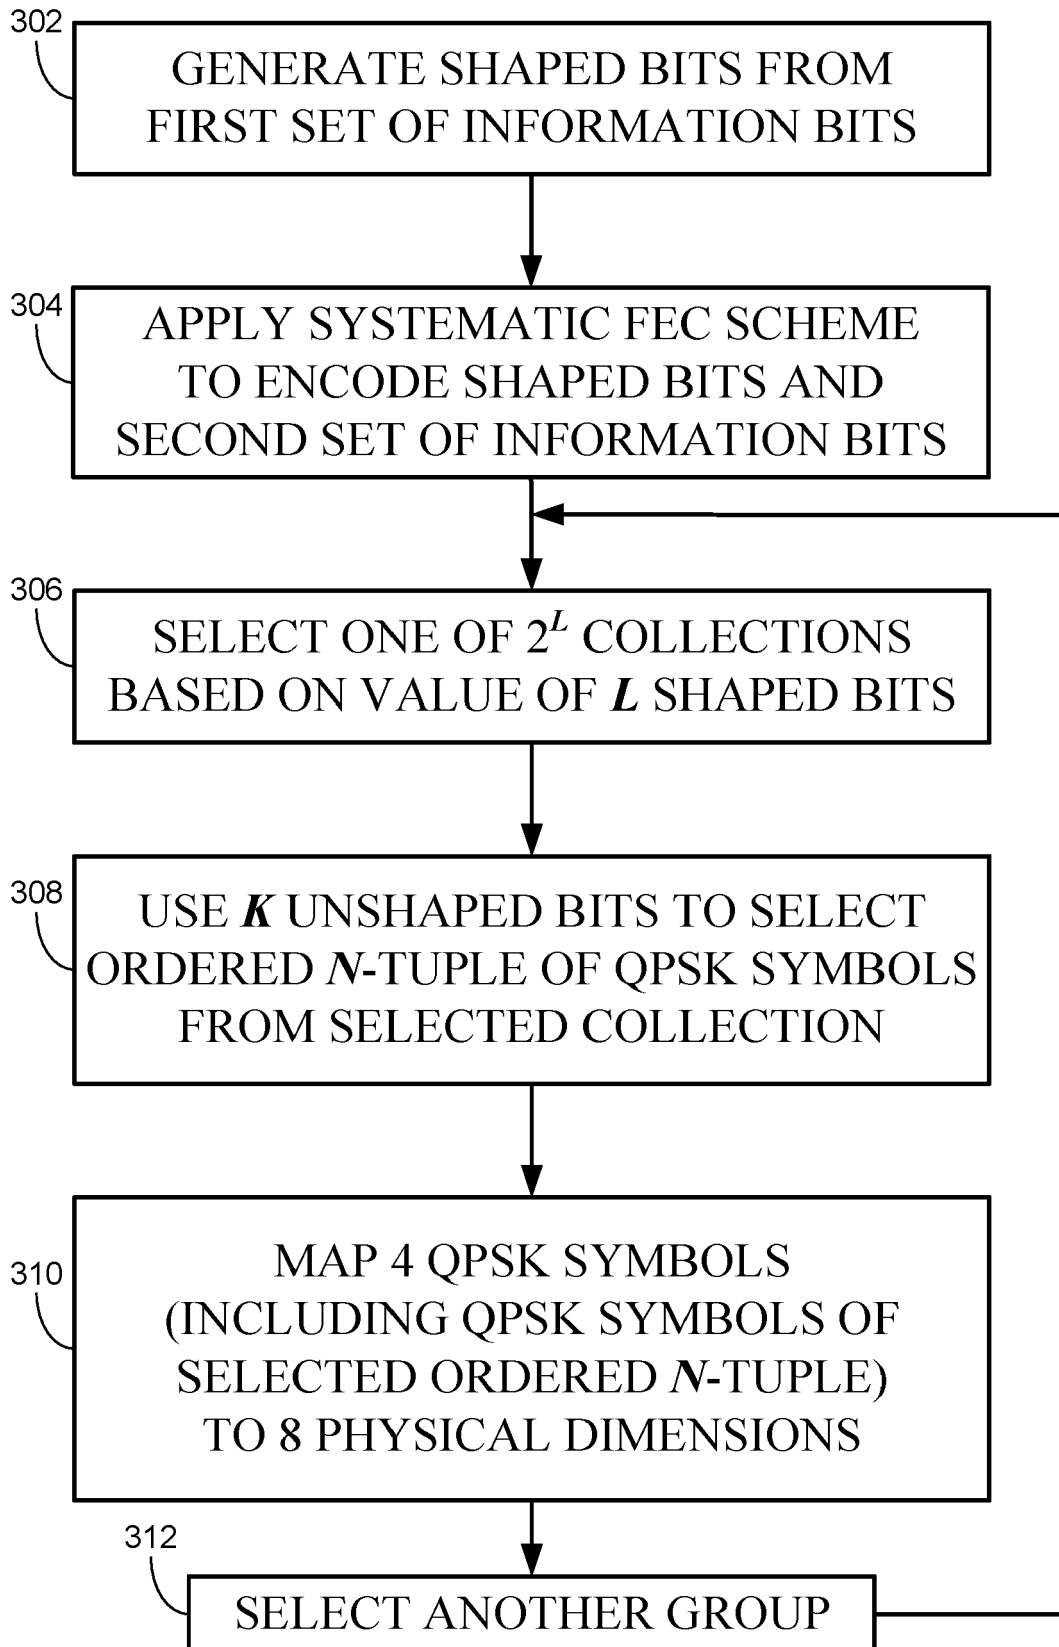 302
GENERATE SHAPED BITS FROM
FIRST SET OF INFORMATION BITS
304
APPLY SYSTEMATIC FEC SCHEME
TO ENCODE SHAPED BITS AND
SECOND SET OF INFORMATION BITS
306
SELECT ONE OF 2^L COLLECTIONS
BASED ON VALUE OF L SHAPED BITS
308
USE K UNSHAPED BITS TO SELECT
ORDERED N-TUPLE OF QPSK SYMBOLS
FROM SELECTED COLLECTION
310
MAP 4 QPSK SYMBOLS
(INCLUDING QPSK SYMBOLS OF
SELECTED ORDERED N-TUPLE)
TO 8 PHYSICAL DIMENSIONS
312
SELECT ANOTHER GROUP